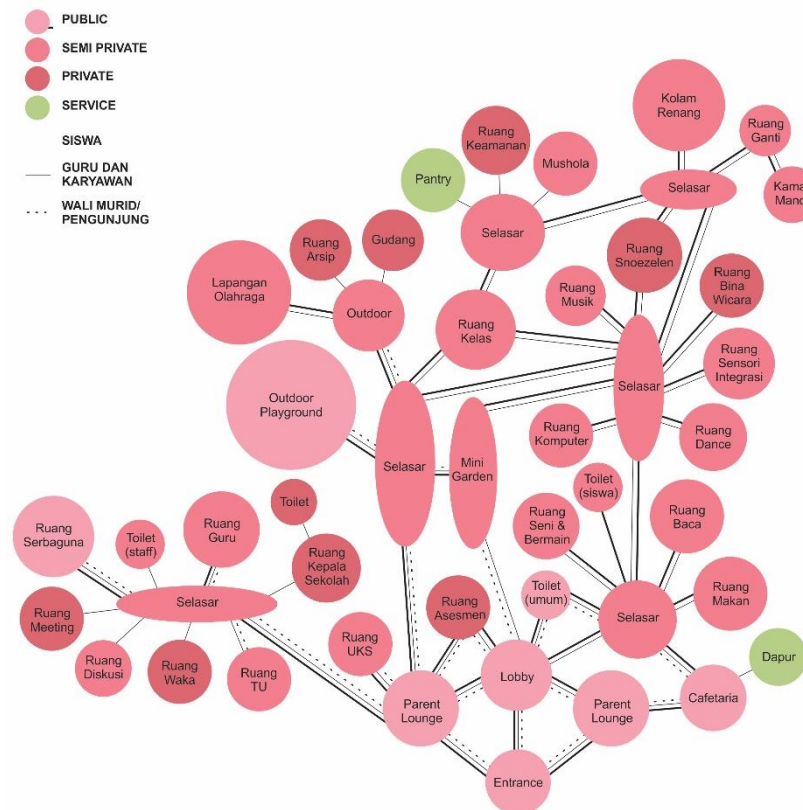 PUBLIC
SEMI PRIVATE
PRIVATE
SERVICE
SISWA
GURU DAN
KARYAWAN
WALI MURID/
PENGUNJUNG
Kolam
Renang
Ruang
Ganti
Kama
Mand
Selasar
Ruang
Keamanan
Mushola
Pantry
Selasar
Ruang
Arsip
Gudang
Lapangan
Olahraga
Outdoor
Ruang
Kelas
Ruang
Musik
Ruang
Snoezelen
Ruang
Bina
Wicara
Ruang
Sensori
Integrasi
Selasar
Ruang
Komputer
Ruang
Dance
Outdoor
Playground
Selasar
Mini
Garden
Toilet
(siswa)
Ruang
Seni &
Bermain
Ruang
Baca
Ruang
Makan
Toilet
(umum)
Selasar
Dapur
Cafetaria
Ruang
Serbaguna
Toilet
(staff)
Ruang
Guru
Toilet
Ruang
Kepala
Sekolah
Selasar
Ruang
Meeting
Ruang
Diskusi
Ruang
Waka
Ruang
TU
Ruang
UKS
Ruang
Asesmen
Parent
Lounge
Lobby
Parent
Lounge
Entrance